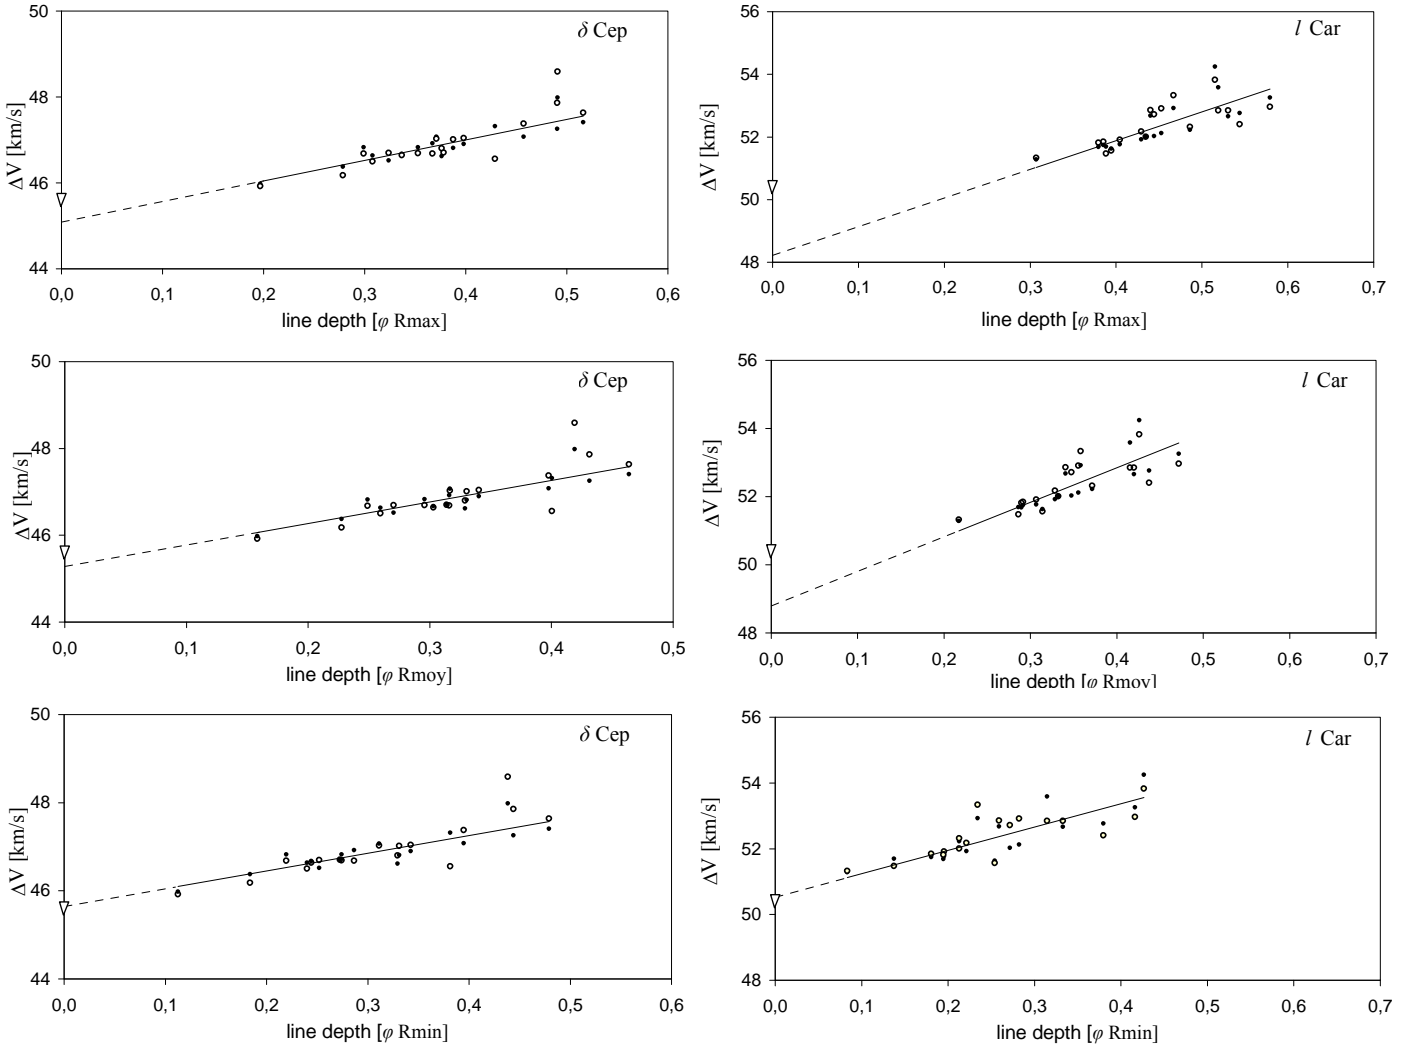 50
48
46
44
ΔV [km/s]
δ Cep
0,0 0,1 0,2 0,3 0,4 0,5 0,6
line depth [φ Rmax]
56
54
52
50
48
ΔV [km/s]
l Car
0,0 0,1 0,2 0,3 0,4 0,5 0,6 0,7
line depth [φ Rmax]
50
48
46
44
ΔV [km/s]
δ Cep
0,0 0,1 0,2 0,3 0,4 0,5
line depth [φ Rmoy]
56
54
52
50
48
ΔV [km/s]
l Car
0,0 0,1 0,2 0,3 0,4 0,5 0,6 0,7
line depth [φ Rmoy]
50
48
46
44
ΔV [km/s]
δ Cep
0,0 0,1 0,2 0,3 0,4 0,5 0,6
line depth [φ Rmin]
56
54
52
50
48
ΔV [km/s]
l Car
0,0 0,1 0,2 0,3 0,4 0,5 0,6 0,7
line depth [φ Rmin]